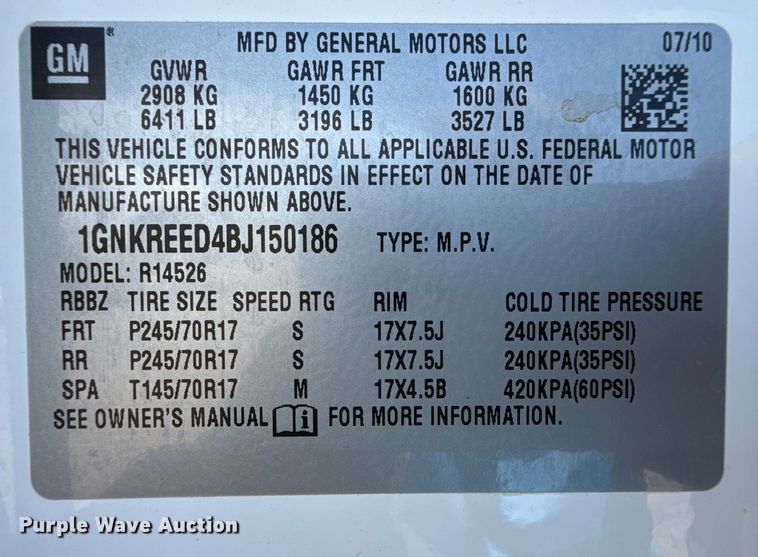 GM® MFD BY GENERAL MOTORS LLC 07/10
GVWR GAWR FRT GAWR RR
2908 KG 1450 KG 1600 KG
6411 LB 3196 LB 3527 LB
THIS VEHICLE CONFORMS TO ALL APPLICABLE U.S. FEDERAL MOTOR
VEHICLE SAFETY STANDARDS IN EFFECT ON THE DATE OF
MANUFACTURE SHOWN ABOVE.
1GNKREED4BJ150186 TYPE: M.P.V.
MODEL: R14526
RBBZ TIRE SIZE SPEED RTG RIM COLD TIRE PRESSURE
FRT P245/70R17 S 17X7.5J 240KPA(35PSI)
RR P245/70R17 S 17X7.5J 240KPA(35PSI)
SPA T145/70R17 M 17X4.5B 420KPA(60PSI)
SEE OWNER'S MANUAL i FOR MORE INFORMATION.
Purple Wave Auction